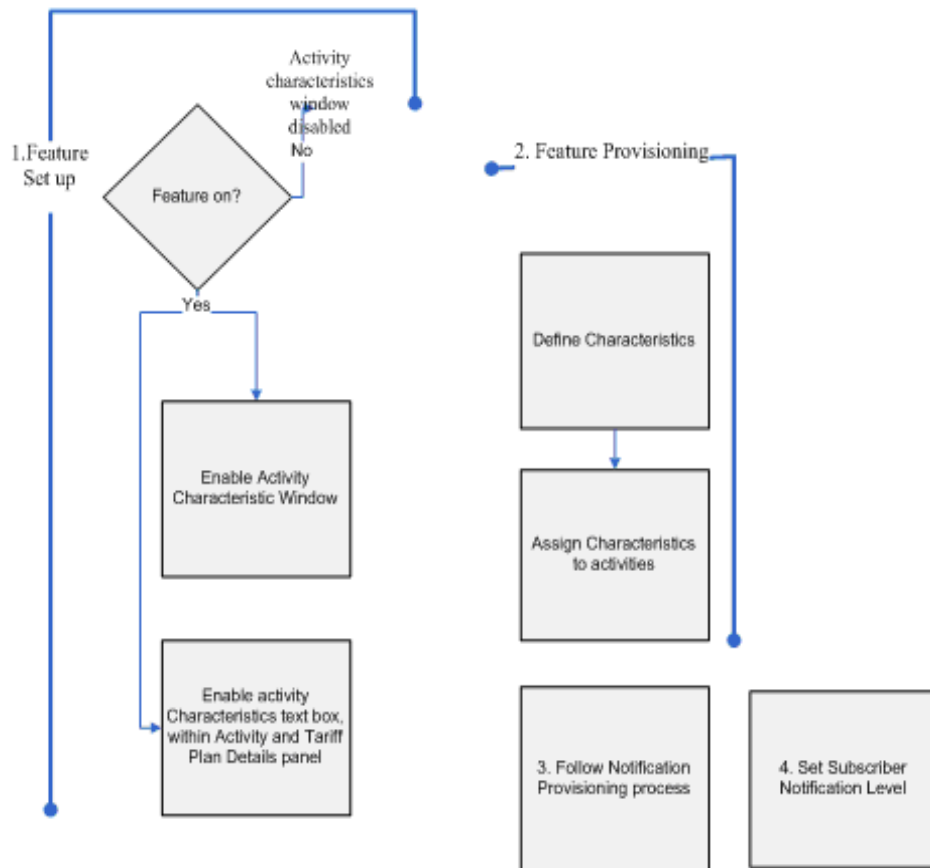 Activity
characteristics
window
disabled
No
1.Feature
Set up
Feature on?
Yes
Enable Activity
Characteristic Window
Enable activity
Characteristics text box,
within Activity and Tariff
Plan Details panel
2. Feature Provisioning
Define Characteristics
Assign Characteristics
to activities
3. Follow Notification
Provisioning process
4. Set Subscriber
Notification Level